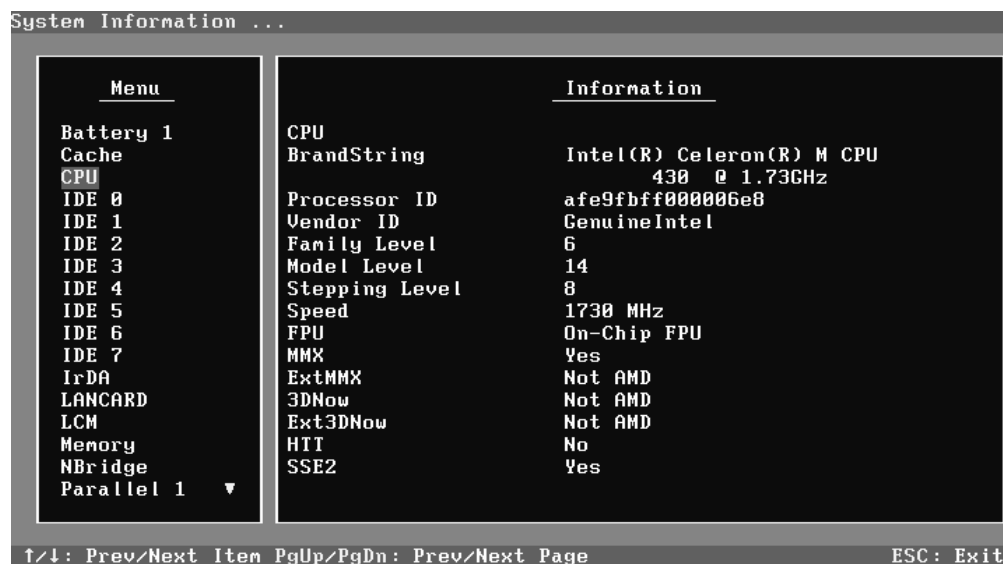 System Information ...
Menu
Battery 1
Cache
CPU
IDE 0
IDE 1
IDE 2
IDE 3
IDE 4
IDE 5
IDE 6
IDE 7
IrDA
LANCARD
LCM
Memory
NBridge
Parallel 1 ▼
Information
CPU
BrandString Intel(R) Celeron(R) M CPU
430 @ 1.73GHz
Processor ID afe9fbff000006e8
Vendor ID GenuineIntel
Family Level 6
Model Level 14
Stepping Level 8
Speed 1730 MHz
FPU On-Chip FPU
MMX Yes
ExtMMX Not AMD
3DNow Not AMD
Ext3DNow Not AMD
HTT No
SSE2 Yes
↑/↓: Prev/Next Item PgUp/PgDn: Prev/Next Page ESC: Exit